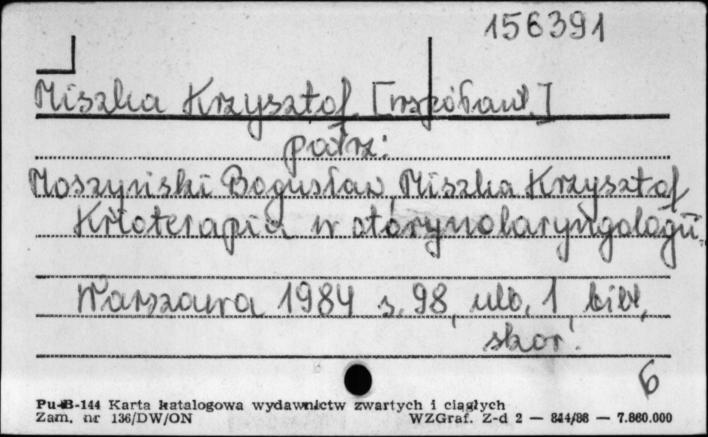 156391
Miszka Krzysztof [współaut.]
patrz:
Moszyński Bogusław, Miszka Krzysztof
Krioterapia w otorynolaryngologii.
Warszawa 1984 s. 98, ulb. 1, bibl.,
skor.
6
Pu-B-144 Karta katalogowa wydawnictw zwartych i ciągłych
Zam. nr 136/DW/ON WZGraf. Z-d 2 — 844/86 — 7.860.000